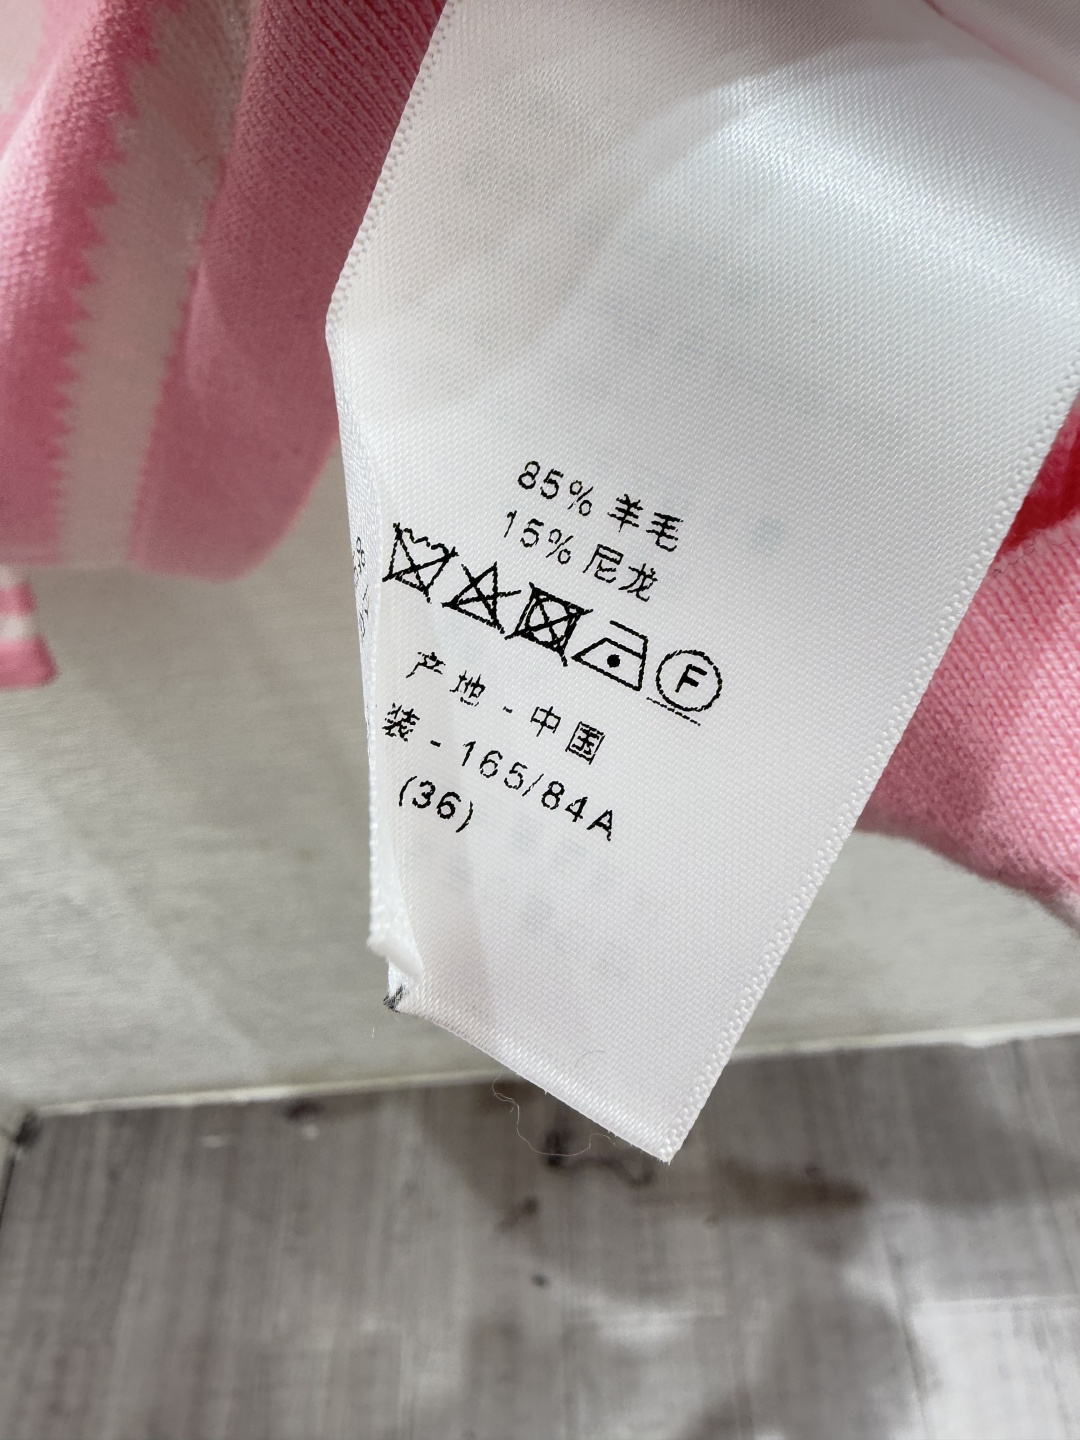 85% 羊毛
15% 尼龙
F
产地 - 中国
装 - 165/84A
(36)